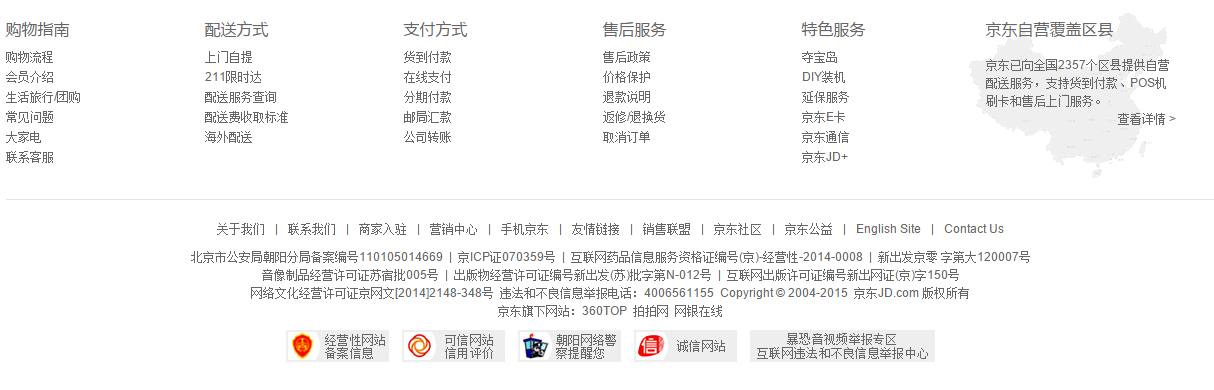 购物指南
购物流程
会员介绍
生活旅行/团购
常见问题
大家电
联系客服
配送方式
上门自提
211限时达
配送服务查询
配送费收取标准
海外配送
支付方式
货到付款
在线支付
分期付款
邮局汇款
公司转账
售后服务
售后政策
价格保护
退款说明
返修/退换货
取消订单
特色服务
夺宝岛
DIY装机
延保服务
京东E卡
京东通信
京东JD+
京东自营覆盖区县
京东已向全国2357个区县提供自营
配送服务，支持货到付款、POS机
刷卡和售后上门服务。
查看详情 >
关于我们 | 联系我们 | 商家入驻 | 营销中心 | 手机京东 | 友情链接 | 销售联盟 | 京东社区 | 京东公益 | English Site | Contact Us
北京市公安局朝阳分局备案编号110105014669 | 京ICP证070359号 | 互联网药品信息服务资格证编号(京)-经营性-2014-0008 | 新出发京零 字第大120007号
音像制品经营许可证苏宿批005号 | 出版物经营许可证编号新出发(苏)批字第N-012号 | 互联网出版许可证编号新出网证(京)字150号
网络文化经营许可证京网文[2014]2148-348号 违法和不良信息举报电话：4006561155 Copyright © 2004-2015 京东JD.com 版权所有
京东旗下网站：360TOP 拍拍网 网银在线
经营性网站
备案信息
可信网站
信用评价
朝阳网络警
察提醒您
诚信网站
暴恐音视频举报专区
互联网违法和不良信息举报中心